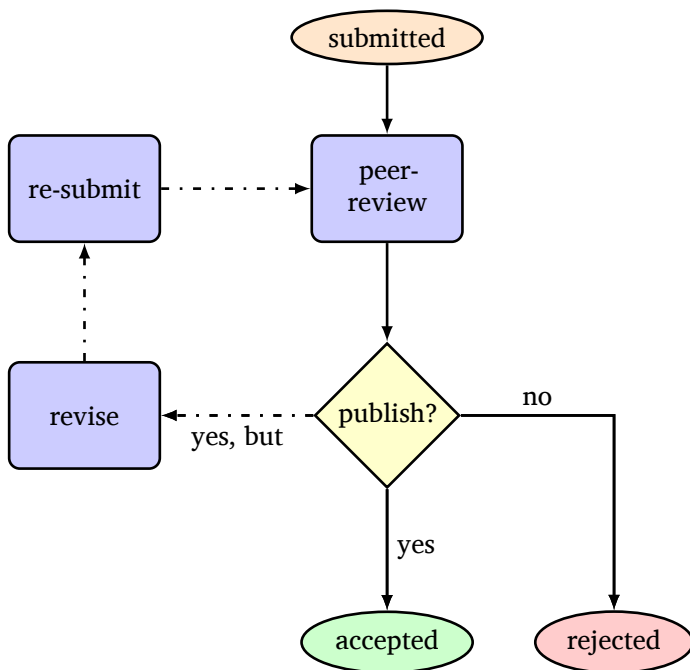 submitted
re-submit
peer-
review
revise
publish?
no
yes, but
yes
accepted
rejected